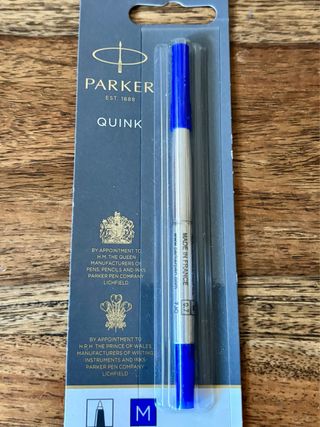 PARKER
EST. 1888
QUINK
BY APPOINTMENT TO
H.M. THE QUEEN
MANUFACTURERS OF
PENS, PENCILS AND INKS
PARKER PEN COMPANY
LICHFIELD
BY APPOINTMENT TO
H.R.H. THE PRINCE OF WALES
MANUFACTURERS OF WRITING
INSTRUMENTS AND INKS
PARKER PEN COMPANY
LICHFIELD
M
MADE IN FRANCE